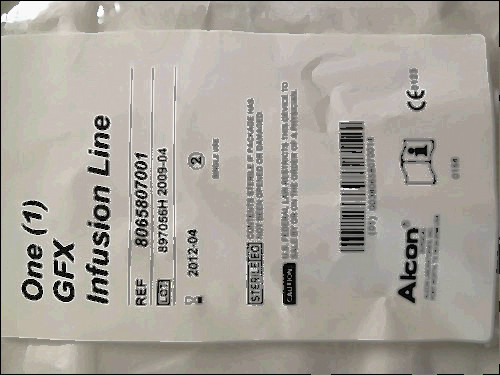 One (1)
GFX
Infusion Line
REF 8065807001
LOT 897056H 2009-04
2012-04
2 SINGLE USE
STERILE EO CONTENTS STERILE IF PACKAGE HAS
NOT BEEN OPENED OR DAMAGED
CAUTION U.S. FEDERAL LAW RESTRICTS THIS DEVICE TO
SALE BY OR ON THE ORDER OF A PHYSICIAN.
Alcon
i
CE